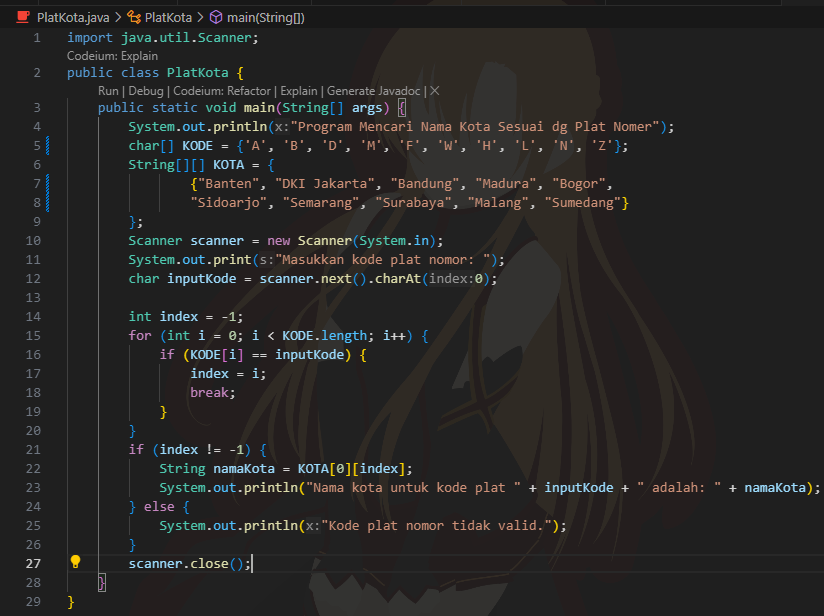 PlatKota.java > PlatKota > main(String[])
1 import java.util.Scanner;
Codeium: Explain
2 public class PlatKota {
Run | Debug | Codeium: Refactor | Explain | Generate Javadoc | ×
3 public static void main(String[] args) {
4 System.out.println(x:"Program Mencari Nama Kota Sesuai dg Plat Nomer");
5 char[] KODE = {'A', 'B', 'D', 'M', 'F', 'W', 'H', 'L', 'N', 'Z'};
6 String[][] KOTA = {
7 {"Banten", "DKI Jakarta", "Bandung", "Madura", "Bogor",
8 "Sidoarjo", "Semarang", "Surabaya", "Malang", "Sumedang"}
9 };
10 Scanner scanner = new Scanner(System.in);
11 System.out.print(s:"Masukkan kode plat nomor: ");
12 char inputKode = scanner.next().charAt(index:0);
13
14 int index = -1;
15 for (int i = 0; i < KODE.length; i++) {
16 if (KODE[i] == inputKode) {
17 index = i;
18 break;
19 }
20 }
21 if (index != -1) {
22 String namaKota = KOTA[0][index];
23 System.out.println("Nama kota untuk kode plat " + inputKode + " adalah: " + namaKota);
24 } else {
25 System.out.println(x:"Kode plat nomor tidak valid.");
26 }
27 scanner.close();
28 }
29 }